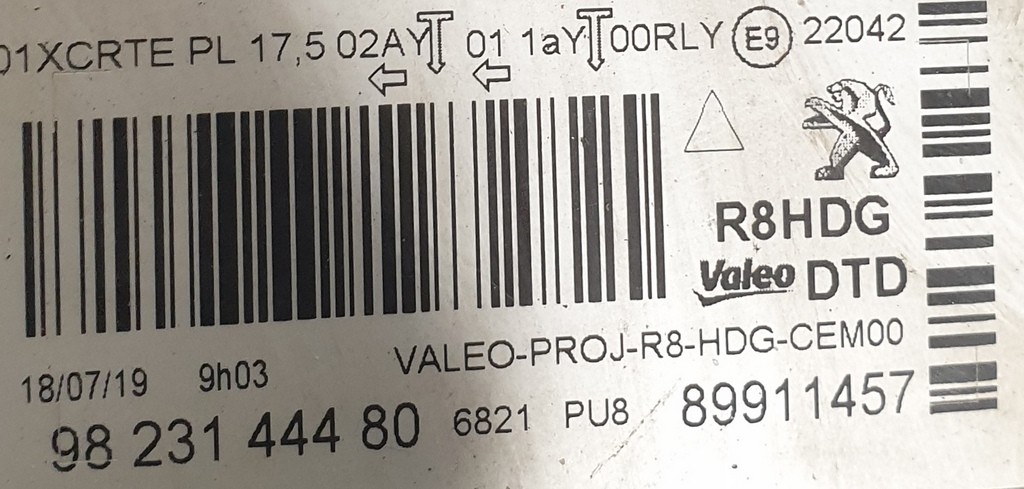 01XCRTE PL 17,5 02AY 01 1aY 00RLY E9 22042
R8HDG
Valeo DTD
VALEO-PROJ-R8-HDG-CEM00
18/07/19 9h03
98 231 444 80 6821 PU8 89911457